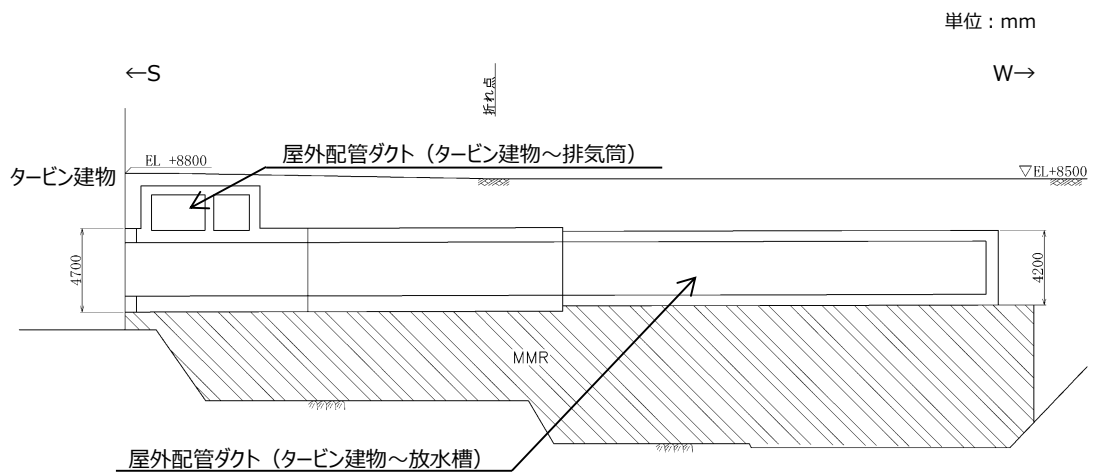 単位：mm
←S
W→
折れ点
屋外配管ダクト（タービン建物～排気筒）
EL +8800
タービン建物
▽EL+8500
4700
4200
MMR
屋外配管ダクト（タービン建物～放水槽）